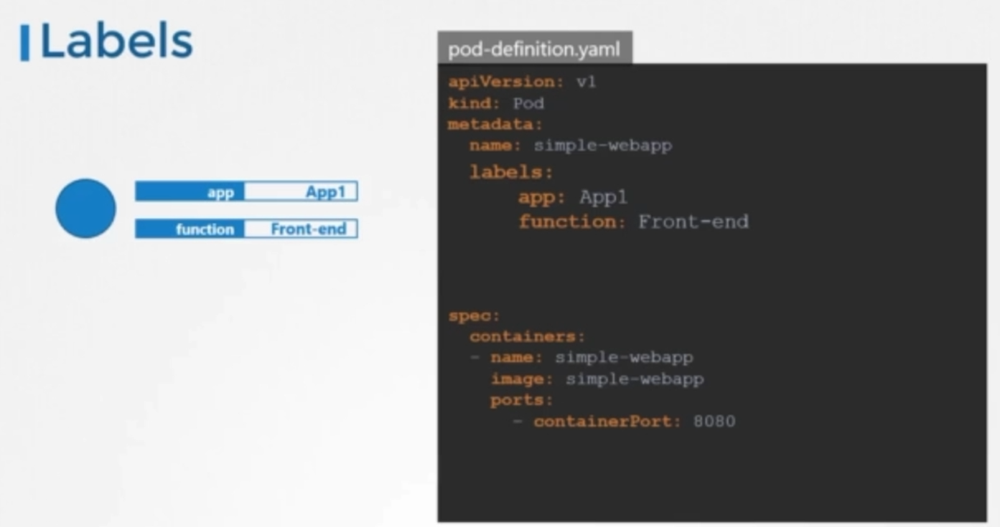 Labels
app App1
function Front-end
pod-definition.yaml
apiVersion: v1
kind: Pod
metadata:
  name: simple-webapp
  labels:
      app: App1
      function: Front-end
spec:
  containers:
  - name: simple-webapp
    image: simple-webapp
    ports:
      - containerPort: 8080